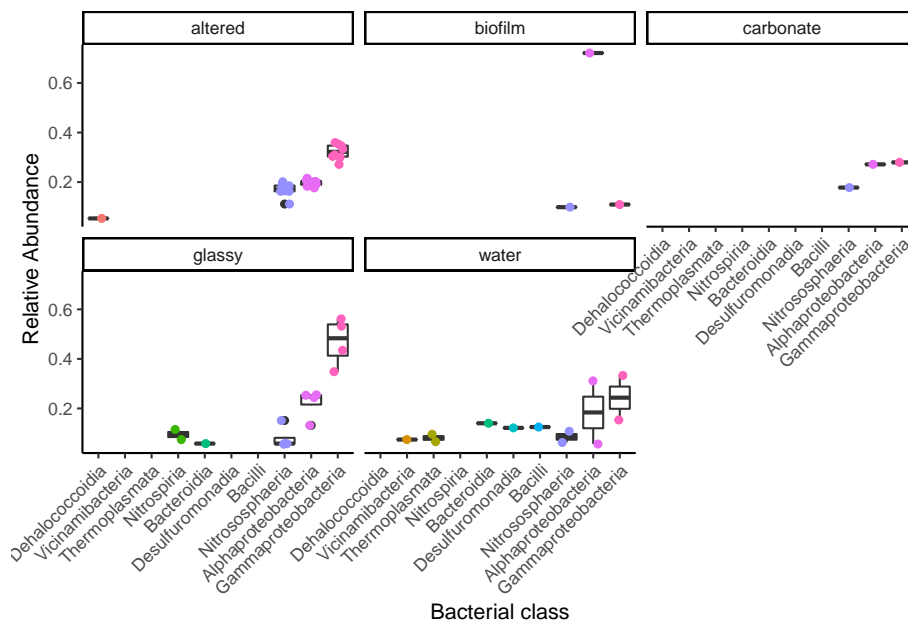 altered
biofilm
carbonate
0.6
0.4
0.2
glassy
water
Dehalococcoidia
Vicinamibacteria
Thermoplasmata
Nitrospiria
Bacteroidia
Desulfuromonadia
Bacilli
Nitrososphaeria
Alphaproteobacteria
Gammaproteobacteria
0.6
0.4
0.2
Dehalococcoidia
Vicinamibacteria
Thermoplasmata
Nitrospiria
Bacteroidia
Desulfuromonadia
Bacilli
Nitrososphaeria
Alphaproteobacteria
Gammaproteobacteria
Dehalococcoidia
Vicinamibacteria
Thermoplasmata
Nitrospiria
Bacteroidia
Desulfuromonadia
Bacilli
Nitrososphaeria
Alphaproteobacteria
Gammaproteobacteria
Relative Abundance
Bacterial class